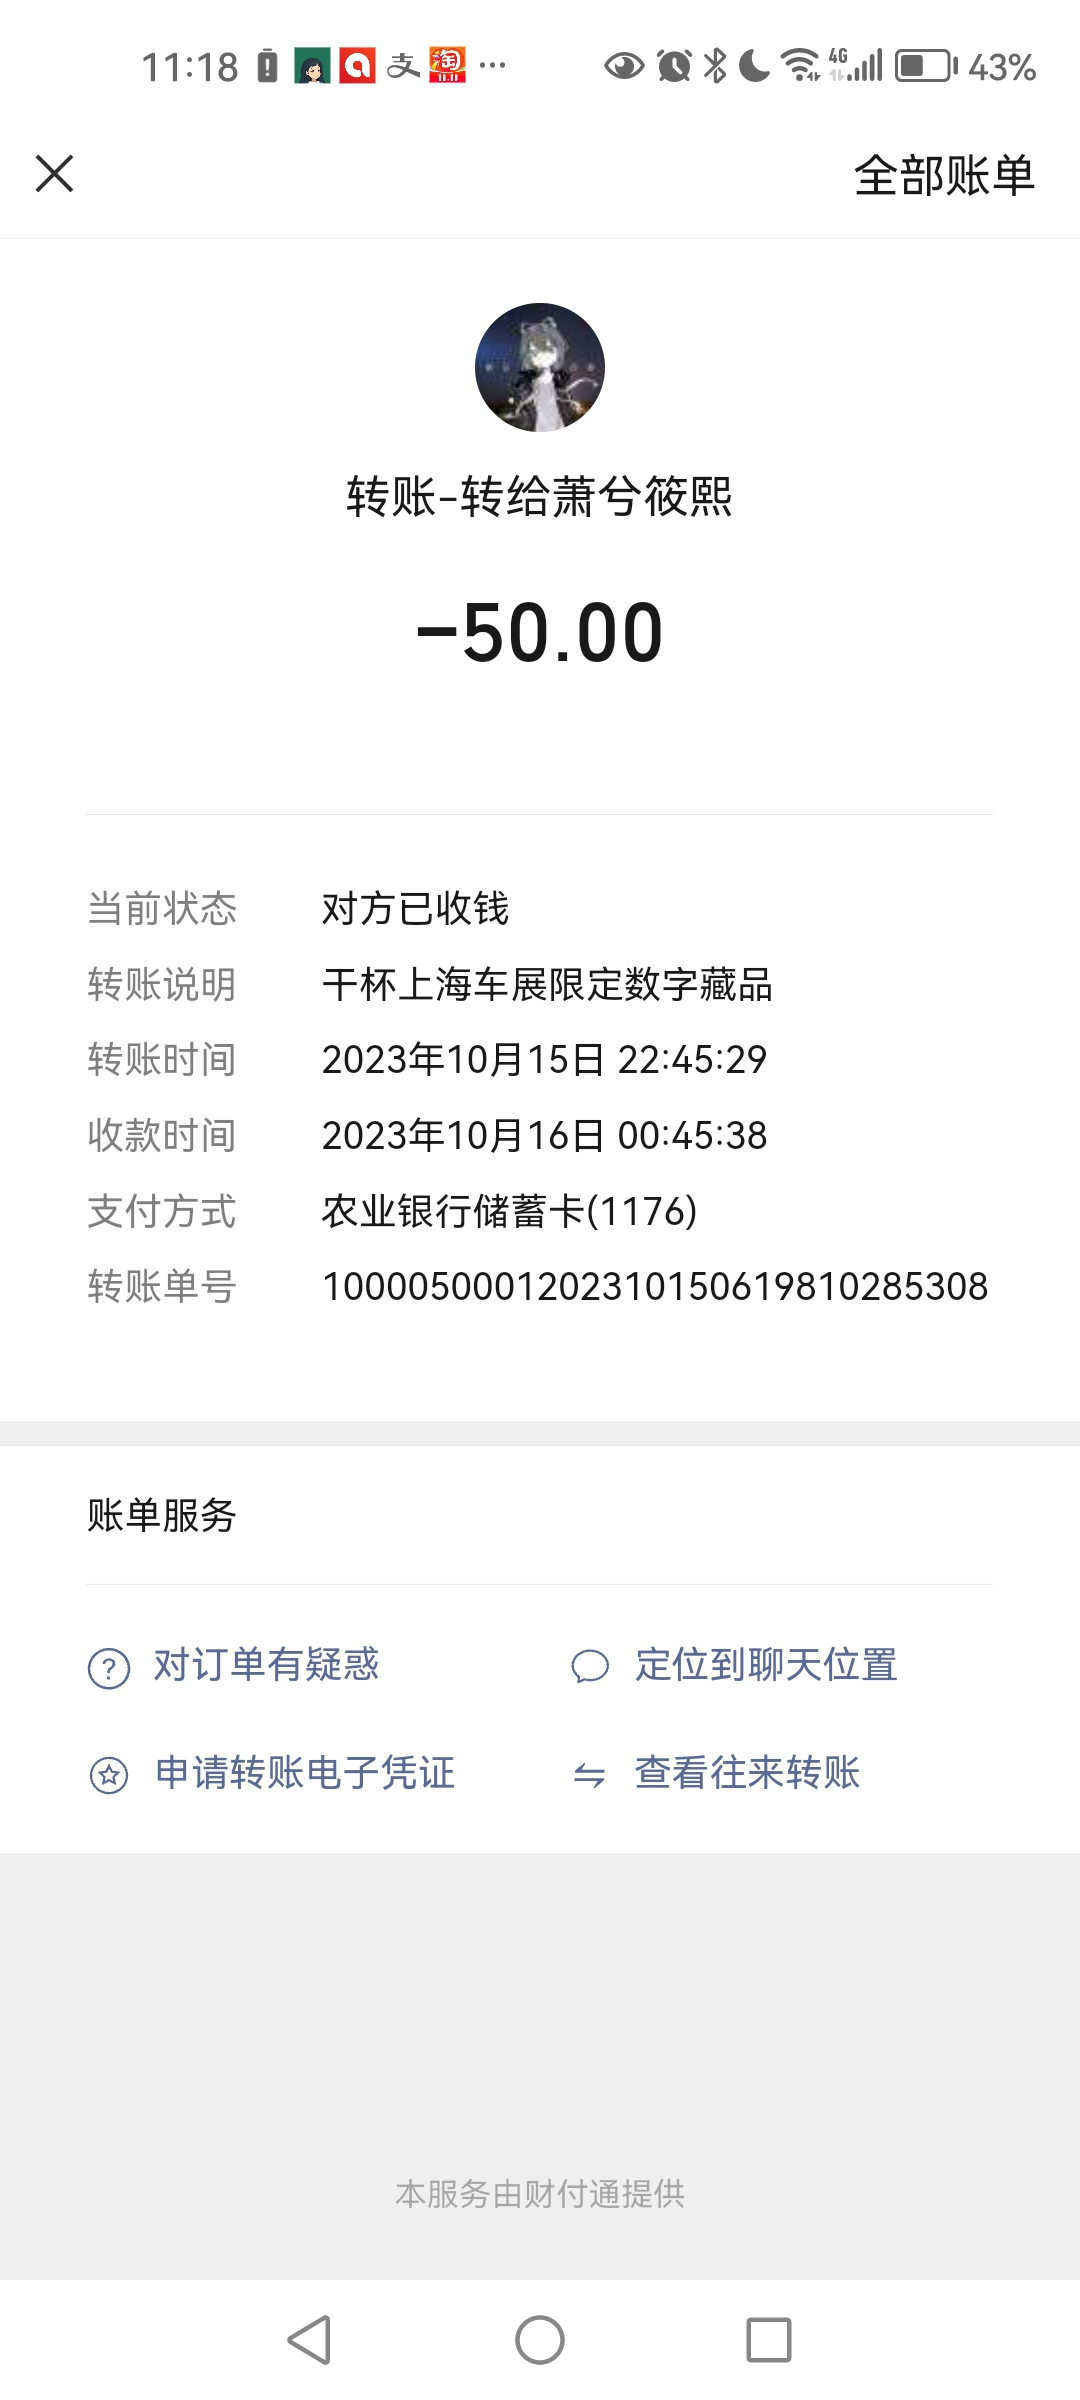 11:18 支 淘 11.11 ... 4G 43%
全部账单
转账-转给萧兮筱熙
-50.00
当前状态 对方已收钱
转账说明 干杯上海车展限定数字藏品
转账时间 2023年10月15日 22:45:29
收款时间 2023年10月16日 00:45:38
支付方式 农业银行储蓄卡(1176)
转账单号 1000050001202310150619810285308
账单服务
对订单有疑惑 定位到聊天位置
申请转账电子凭证 查看往来转账
本服务由财付通提供